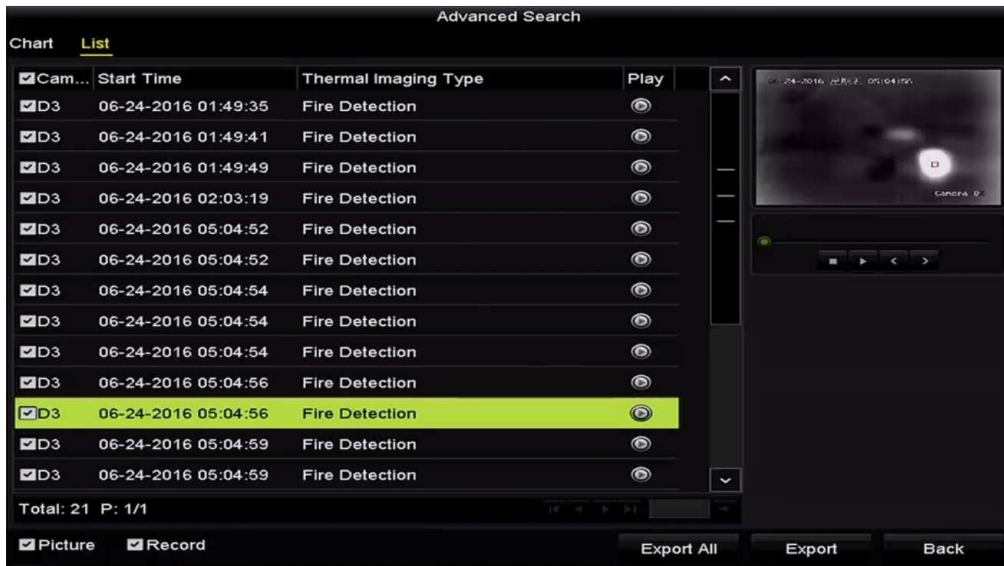 Advanced Search
Chart List
Cam... Start Time Thermal Imaging Type Play
D3 06-24-2016 01:49:35 Fire Detection
D3 06-24-2016 01:49:41 Fire Detection
D3 06-24-2016 01:49:49 Fire Detection
D3 06-24-2016 02:03:19 Fire Detection
D3 06-24-2016 05:04:52 Fire Detection
D3 06-24-2016 05:04:52 Fire Detection
D3 06-24-2016 05:04:54 Fire Detection
D3 06-24-2016 05:04:54 Fire Detection
D3 06-24-2016 05:04:54 Fire Detection
D3 06-24-2016 05:04:56 Fire Detection
D3 06-24-2016 05:04:56 Fire Detection
D3 06-24-2016 05:04:59 Fire Detection
D3 06-24-2016 05:04:59 Fire Detection
Total: 21 P: 1/1
Picture Record Export All Export Back
05:04:56
Camera